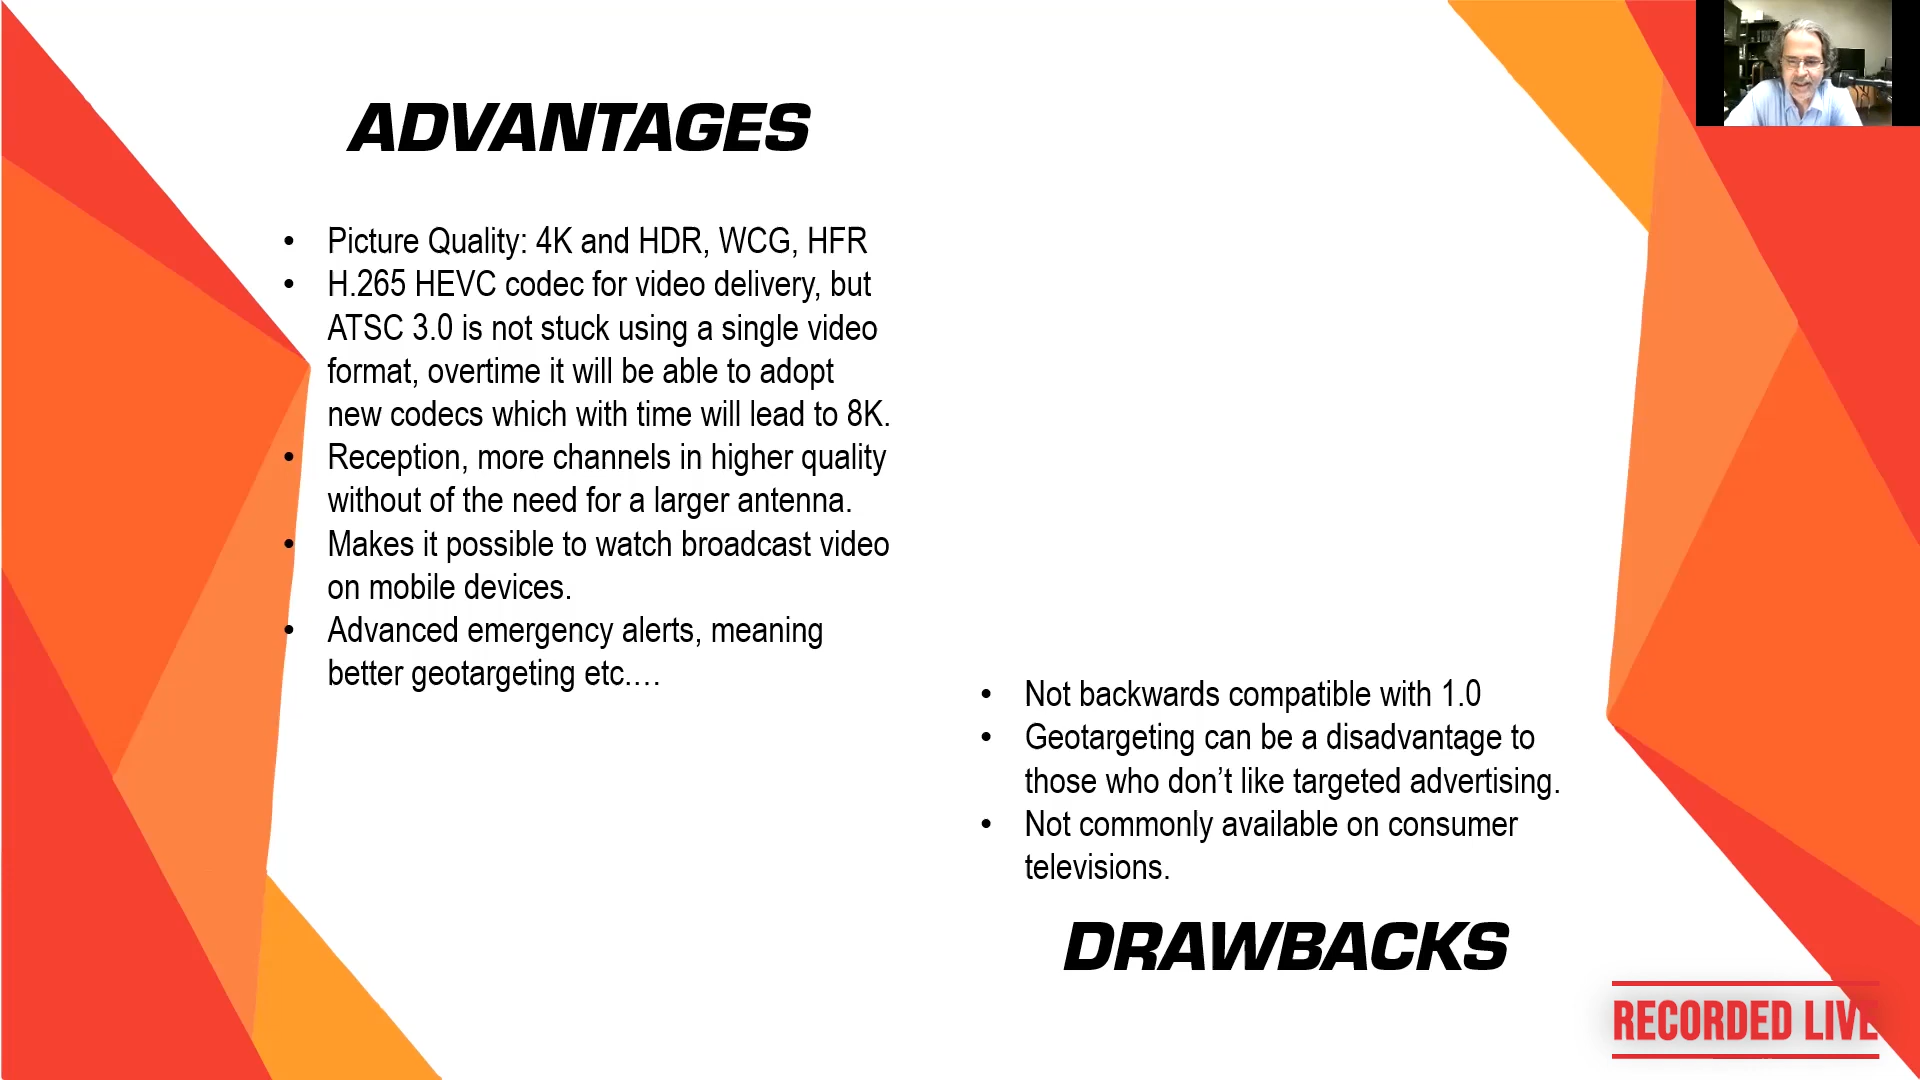 ADVANTAGES
• Picture Quality: 4K and HDR, WCG, HFR
• H.265 HEVC codec for video delivery, but
ATSC 3.0 is not stuck using a single video
format, overtime it will be able to adopt
new codecs which with time will lead to 8K.
• Reception, more channels in higher quality
without of the need for a larger antenna.
• Makes it possible to watch broadcast video
on mobile devices.
• Advanced emergency alerts, meaning
better geotargeting etc.…
• Not backwards compatible with 1.0
• Geotargeting can be a disadvantage to
those who don’t like targeted advertising.
• Not commonly available on consumer
televisions.
DRAWBACKS
RECORDED LIVE